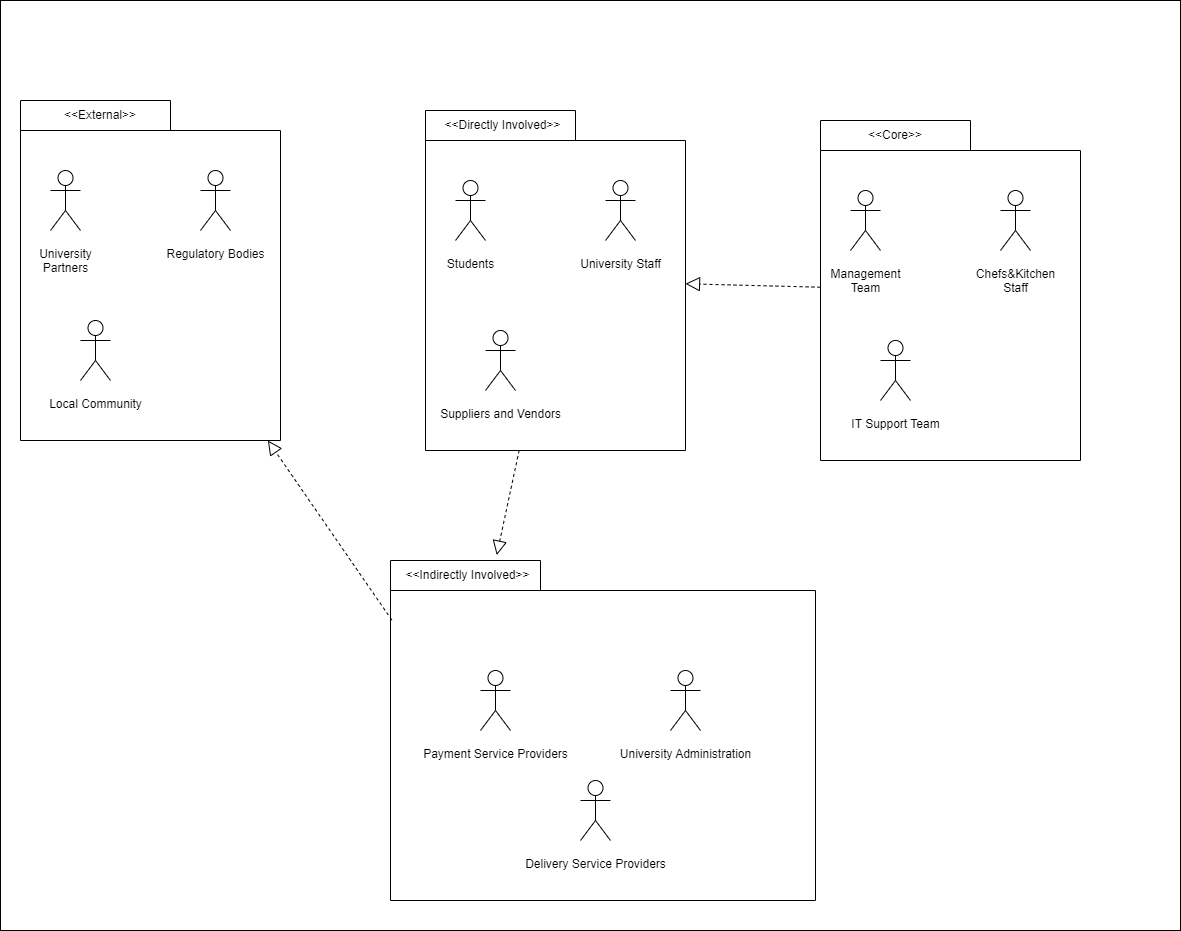 <<External>>
University
Partners
Regulatory Bodies
Local Community
<<Directly Involved>>
Students
University Staff
Suppliers and Vendors
<<Core>>
Management
Team
Chefs&Kitchen
Staff
IT Support Team
<<Indirectly Involved>>
Payment Service Providers
University Administration
Delivery Service Providers